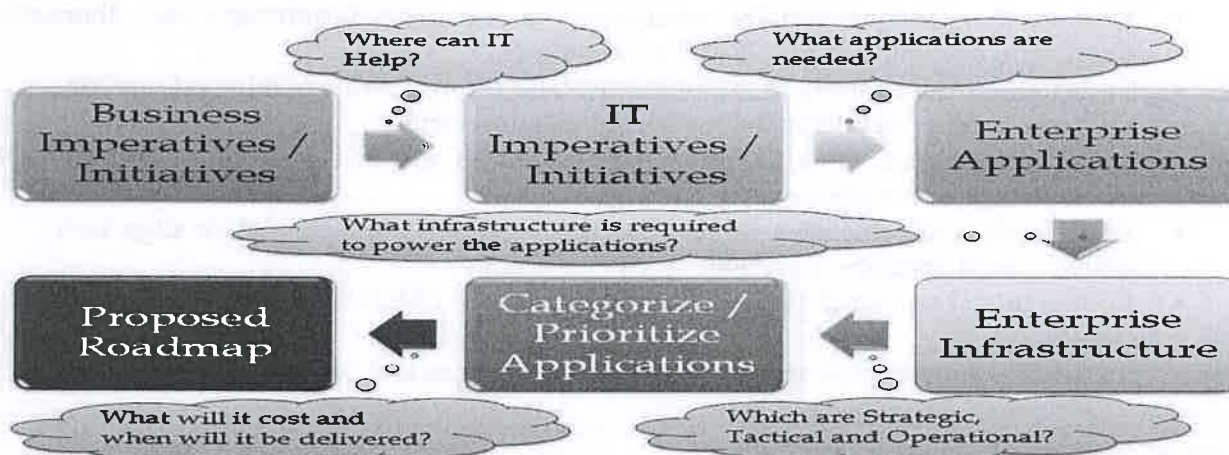 Where can IT
Help?
What applications are
needed?
Business
Imperatives /
Initiatives
IT
Imperatives /
Initiatives
Enterprise
Applications
What infrastructure is required
to power the applications?
Proposed
Roadmap
Categorize /
Prioritize
Applications
Enterprise
Infrastructure
What will it cost and
when will it be delivered?
Which are Strategic,
Tactical and Operational?